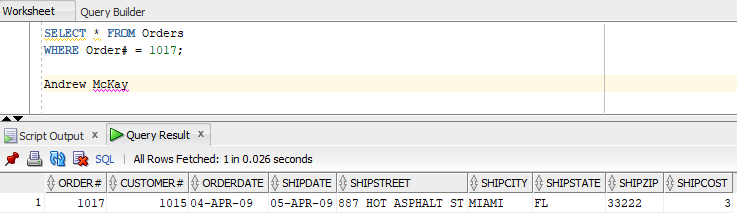 Worksheet Query Builder
SELECT * FROM Orders
WHERE Order# = 1017;
Andrew McKay
Script Output x Query Result x
SQL | All Rows Fetched: 1 in 0.026 seconds
ORDER# CUSTOMER# ORDERDATE SHIPDATE SHIPSTREET SHIPCITY SHIPSTATE SHIPZIP SHIPCOST
1 1017 1015 04-APR-09 05-APR-09 887 HOT ASPHALT ST MIAMI FL 33222 3